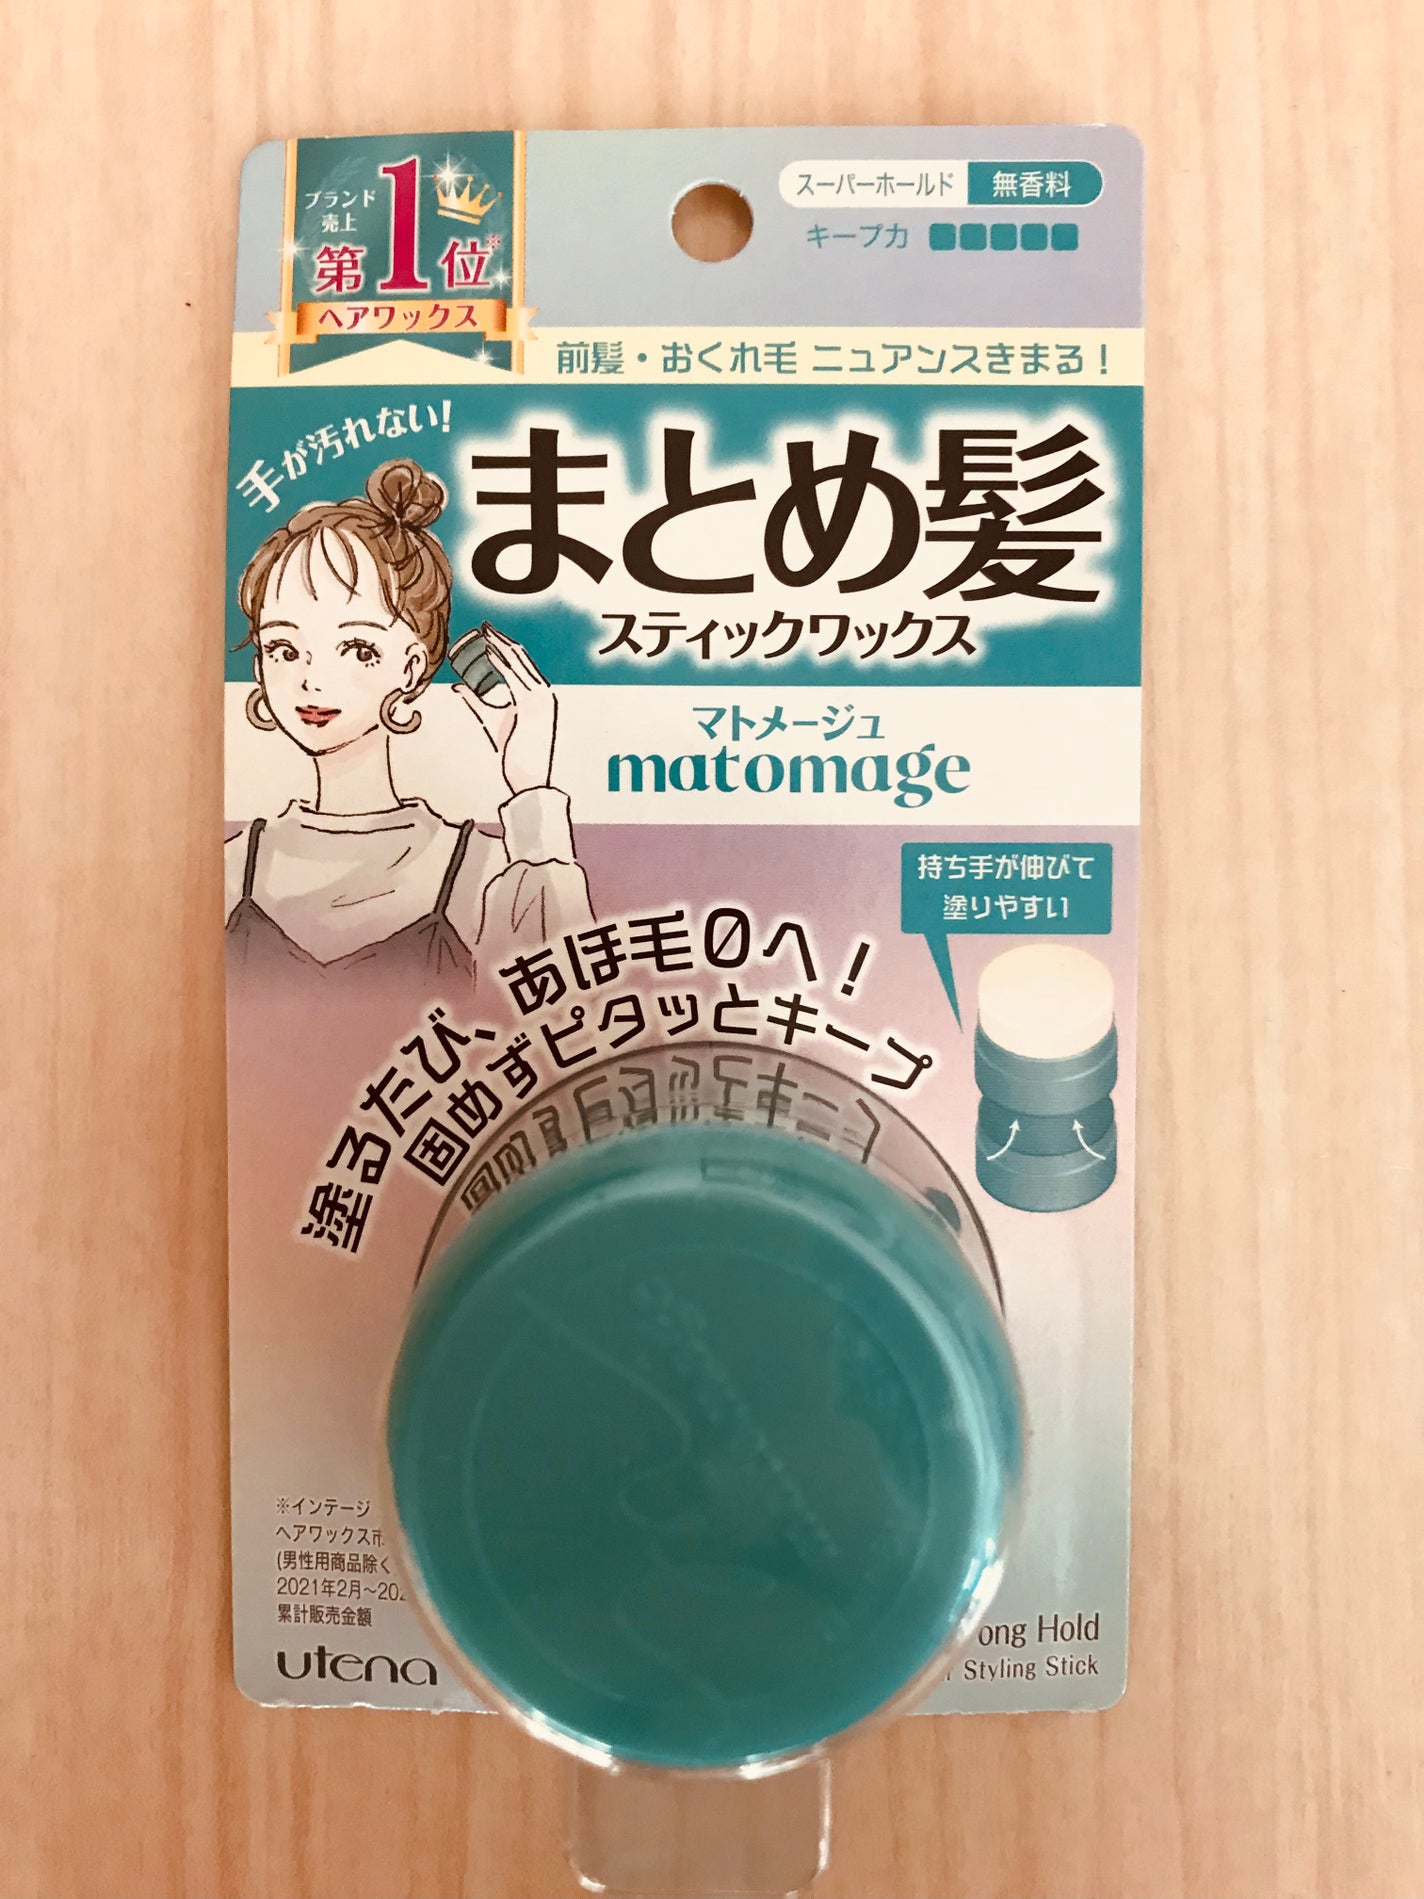 ブランド
売上
第1位※
ヘアワックス
スーパーホールド 無香料
キープ力
前髪・おくれ毛 ニュアンスきまる！
手が汚れない！
まとめ髪
スティックワックス
マトメージュ
matomage
持ち手が伸びて
塗りやすい
塗るたび、あほ毛0へ！
固めずピタッとキープ
※インテージ
ヘアワックス市
(男性用商品除く
2021年2月～202
累計販売金額
utena
ong Hold
Styling Stick